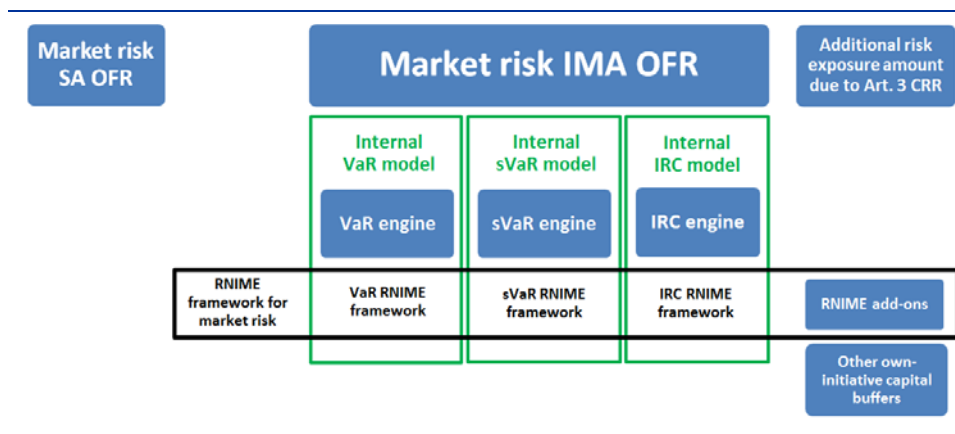 Market risk
SA OFR
Market risk IMA OFR
Additional risk
exposure amount
due to Art. 3 CRR
Internal
VaR model
Internal
sVaR model
Internal
IRC model
VaR engine
sVaR engine
IRC engine
RNIME
framework for
market risk
VaR RNIME
framework
sVaR RNIME
framework
IRC RNIME
framework
RNIME add-ons
Other own-
initiative capital
buffers